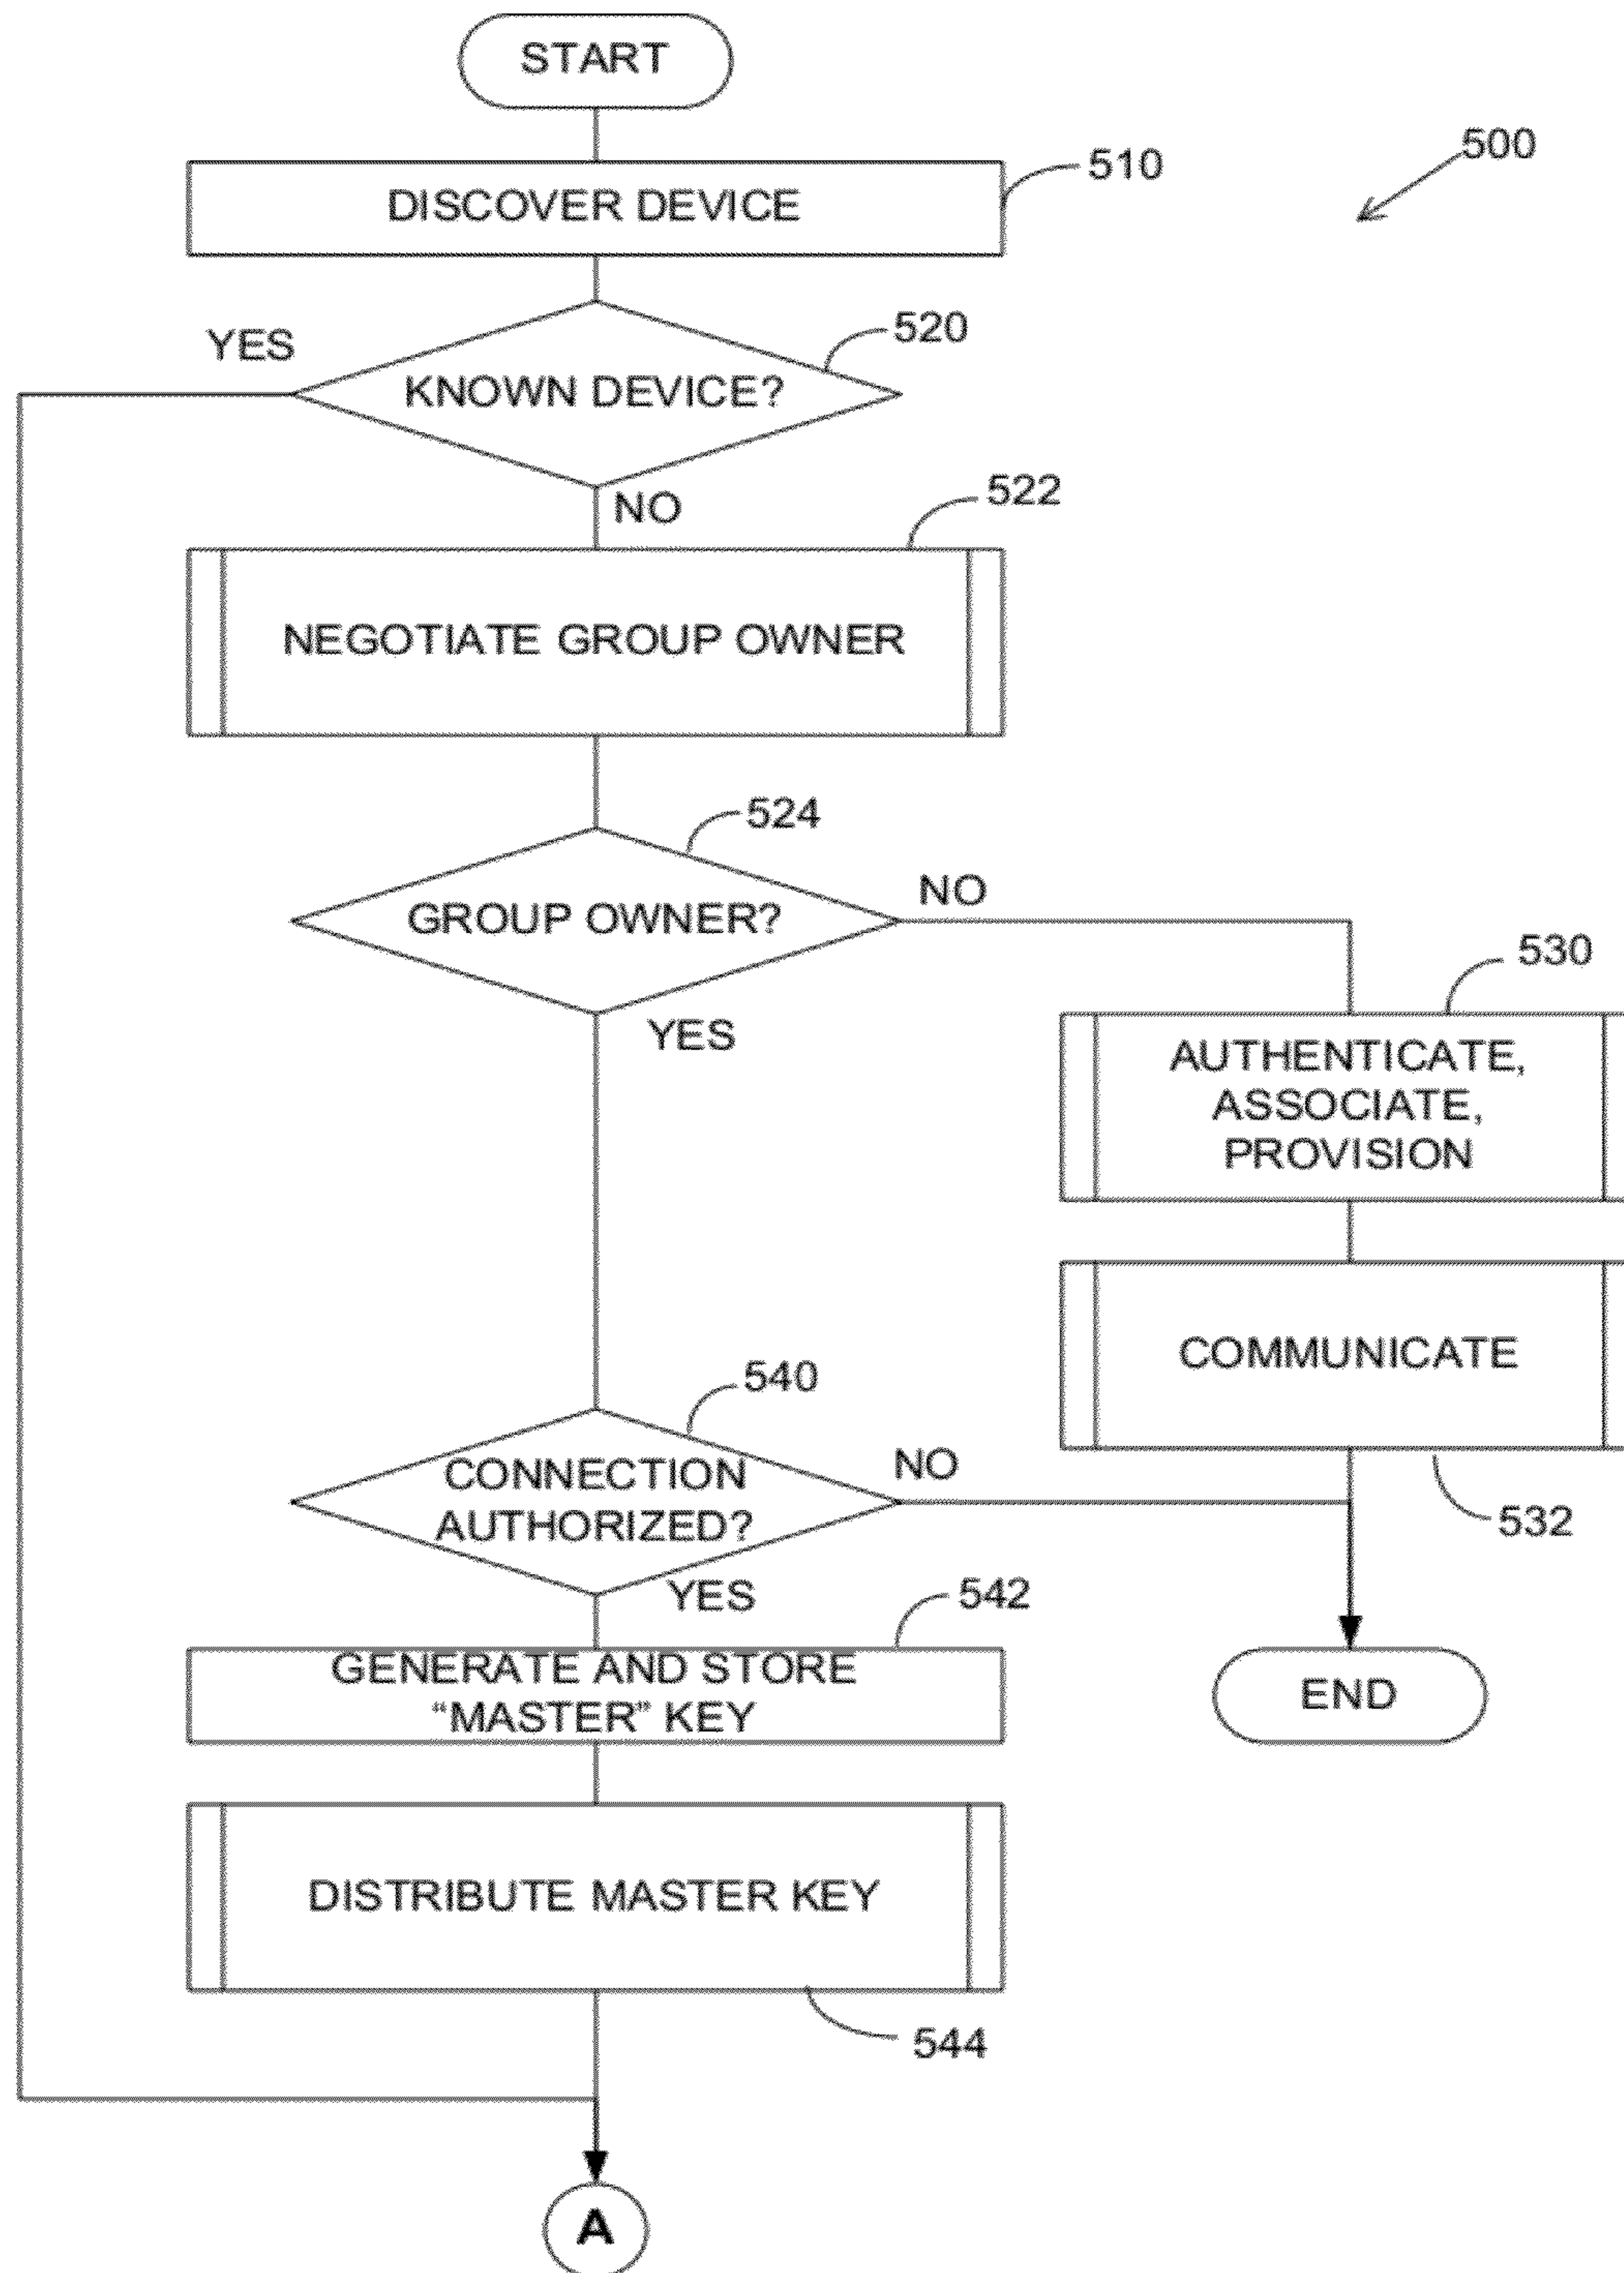 START
510
500
DISCOVER DEVICE
520
YES
KNOWN DEVICE?
522
NO
NEGOTIATE GROUP OWNER
524
NO
GROUP OWNER?
530
YES
AUTHENTICATE,
ASSOCIATE,
PROVISION
COMMUNICATE
540
NO
CONNECTION
AUTHORIZED?
532
YES
542
GENERATE AND STORE
“MASTER” KEY
END
DISTRIBUTE MASTER KEY
544
A